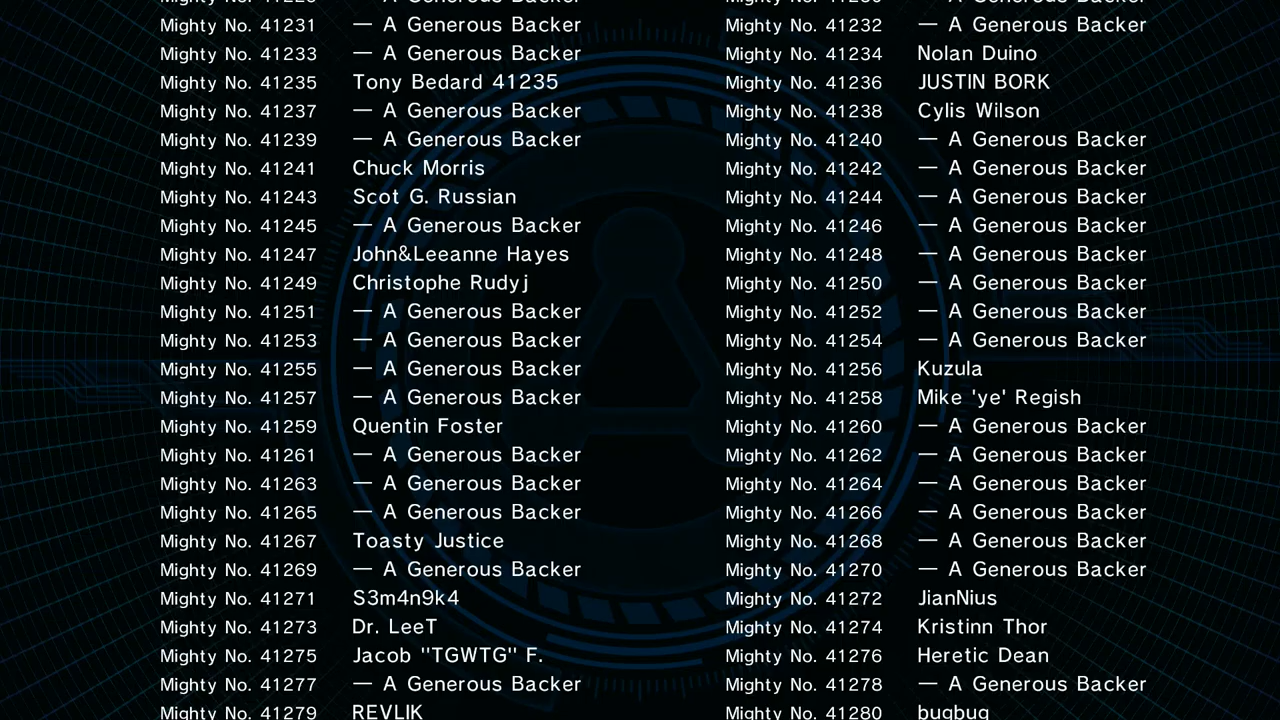 Mighty No. 41231 — A Generous Backer Mighty No. 41232 — A Generous Backer
Mighty No. 41233 — A Generous Backer Mighty No. 41234 Nolan Duino
Mighty No. 41235 Tony Bedard 41235 Mighty No. 41236 JUSTIN BORK
Mighty No. 41237 — A Generous Backer Mighty No. 41238 Cylis Wilson
Mighty No. 41239 — A Generous Backer Mighty No. 41240 — A Generous Backer
Mighty No. 41241 Chuck Morris Mighty No. 41242 — A Generous Backer
Mighty No. 41243 Scot G. Russian Mighty No. 41244 — A Generous Backer
Mighty No. 41245 — A Generous Backer Mighty No. 41246 — A Generous Backer
Mighty No. 41247 John&Leeanne Hayes Mighty No. 41248 — A Generous Backer
Mighty No. 41249 Christophe Rudyj Mighty No. 41250 — A Generous Backer
Mighty No. 41251 — A Generous Backer Mighty No. 41252 — A Generous Backer
Mighty No. 41253 — A Generous Backer Mighty No. 41254 — A Generous Backer
Mighty No. 41255 — A Generous Backer Mighty No. 41256 Kuzula
Mighty No. 41257 — A Generous Backer Mighty No. 41258 Mike 'ye' Regish
Mighty No. 41259 Quentin Foster Mighty No. 41260 — A Generous Backer
Mighty No. 41261 — A Generous Backer Mighty No. 41262 — A Generous Backer
Mighty No. 41263 — A Generous Backer Mighty No. 41264 — A Generous Backer
Mighty No. 41265 — A Generous Backer Mighty No. 41266 — A Generous Backer
Mighty No. 41267 Toasty Justice Mighty No. 41268 — A Generous Backer
Mighty No. 41269 — A Generous Backer Mighty No. 41270 — A Generous Backer
Mighty No. 41271 S3m4n9k4 Mighty No. 41272 JianNius
Mighty No. 41273 Dr. LeeT Mighty No. 41274 Kristinn Thor
Mighty No. 41275 Jacob "TGWTG" F. Mighty No. 41276 Heretic Dean
Mighty No. 41277 — A Generous Backer Mighty No. 41278 — A Generous Backer
Mighty No. 41279 REVLIK Mighty No. 41280 bugbug